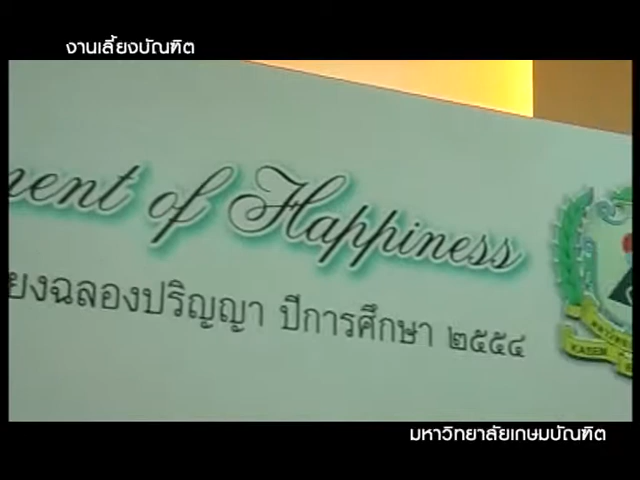 งานเลี้ยงบัณฑิต
ment of Happiness
ยงฉลองปริญญา ปีการศึกษา ๒๕๕๔
KASEM
มหาวิทยาลัยเกษมบัณฑิต